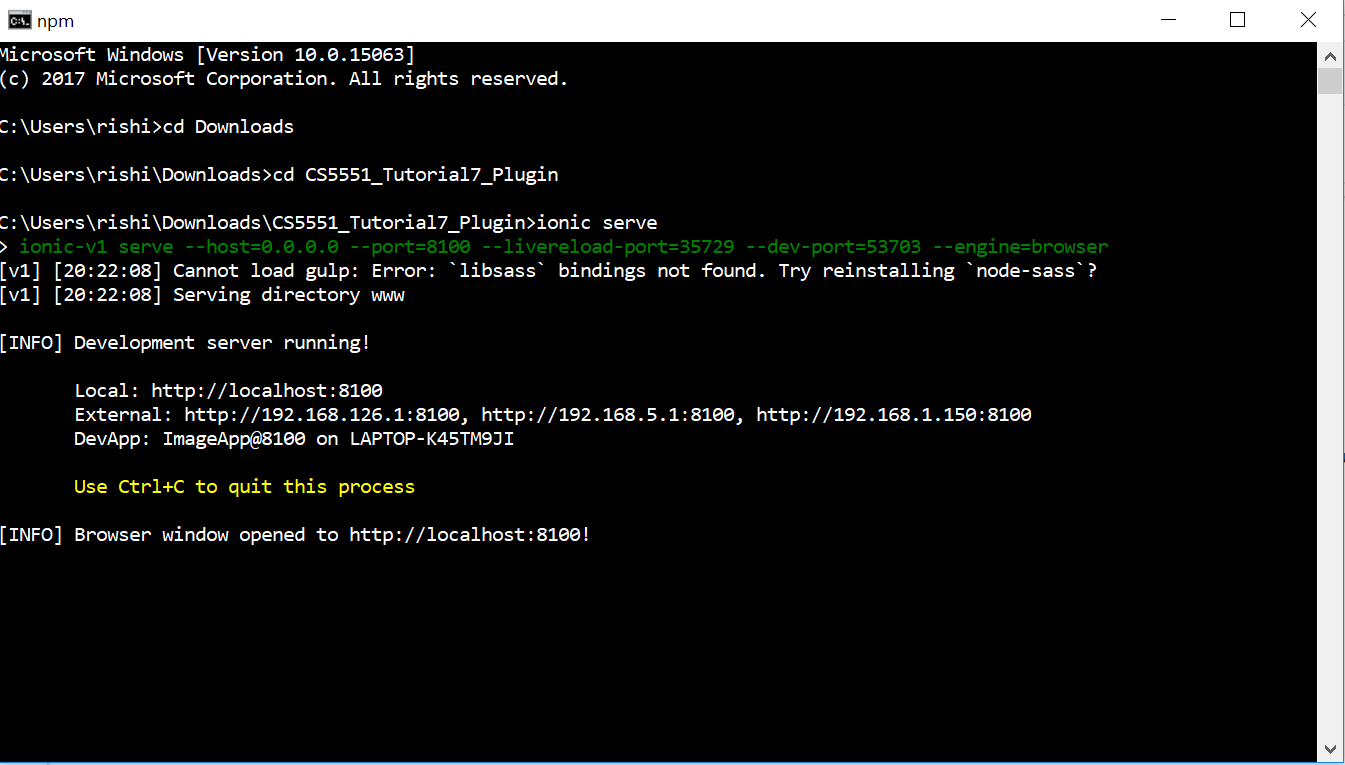 npm
Microsoft Windows [Version 10.0.15063]
(c) 2017 Microsoft Corporation. All rights reserved.
C:\Users\rishi>cd Downloads
C:\Users\rishi\Downloads>cd CS5551_Tutorial7_Plugin
C:\Users\rishi\Downloads\CS5551_Tutorial7_Plugin>ionic serve
> ionic-v1 serve --host=0.0.0.0 --port=8100 --livereload-port=35729 --dev-port=53703 --engine=browser
[v1] [20:22:08] Cannot load gulp: Error: `libsass` bindings not found. Try reinstalling `node-sass`?
[v1] [20:22:08] Serving directory www
[INFO] Development server running!
Local: http://localhost:8100
External: http://192.168.126.1:8100, http://192.168.5.1:8100, http://192.168.1.150:8100
DevApp: ImageApp@8100 on LAPTOP-K45TM9JI
Use Ctrl+C to quit this process
[INFO] Browser window opened to http://localhost:8100!